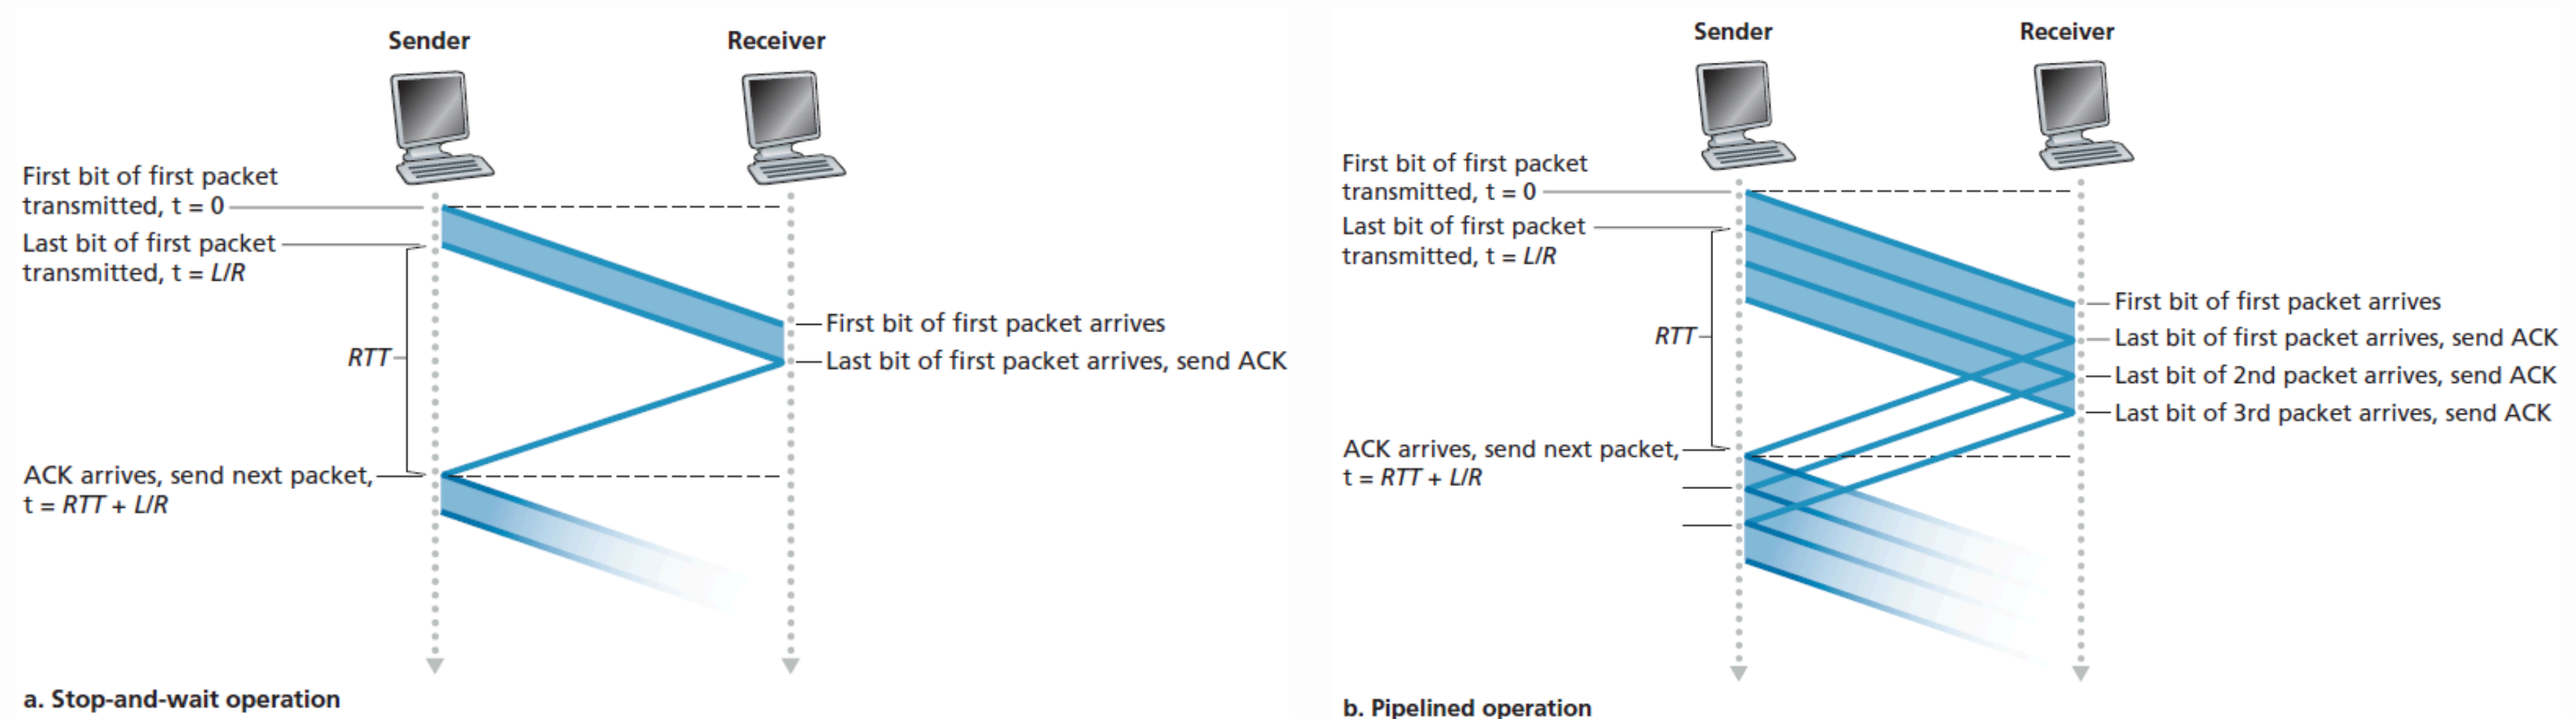 Sender
Receiver
First bit of first packet
transmitted, t = 0
Last bit of first packet
transmitted, t = L/R
First bit of first packet arrives
RTT
Last bit of first packet arrives, send ACK
ACK arrives, send next packet,
t = RTT + L/R
a. Stop-and-wait operation
Sender
Receiver
First bit of first packet
transmitted, t = 0
Last bit of first packet
transmitted, t = L/R
First bit of first packet arrives
RTT
Last bit of first packet arrives, send ACK
Last bit of 2nd packet arrives, send ACK
Last bit of 3rd packet arrives, send ACK
ACK arrives, send next packet,
t = RTT + L/R
b. Pipelined operation